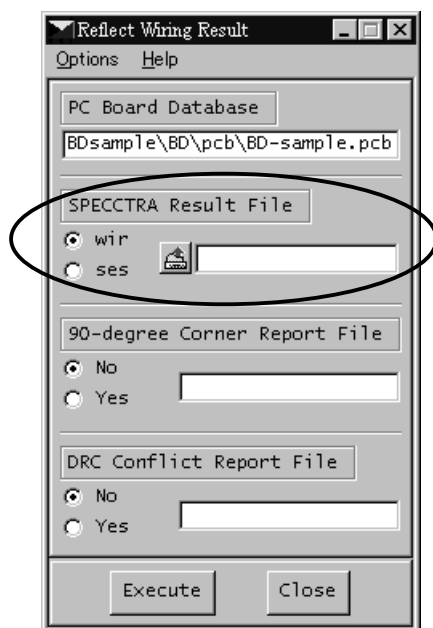 Reflect Wiring Result
Options Help
PC Board Database
BDsample\BD\pcb\BD-sample.pcb
SPECCTRA Result File
wir
ses
90-degree Corner Report File
No
Yes
DRC Conflict Report File
No
Yes
Execute Close